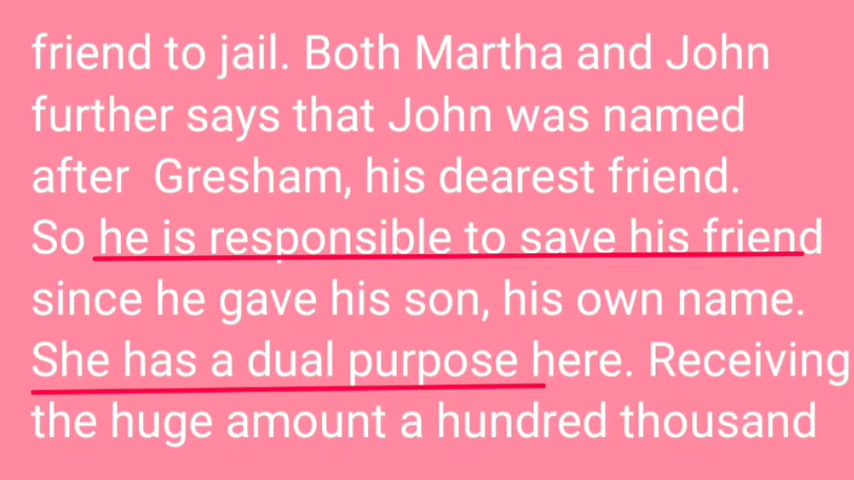 friend to jail. Both Martha and John
further says that John was named
after Gresham, his dearest friend.
So he is responsible to save his friend
since he gave his son, his own name.
She has a dual purpose here. Receiving
the huge amount a hundred thousand